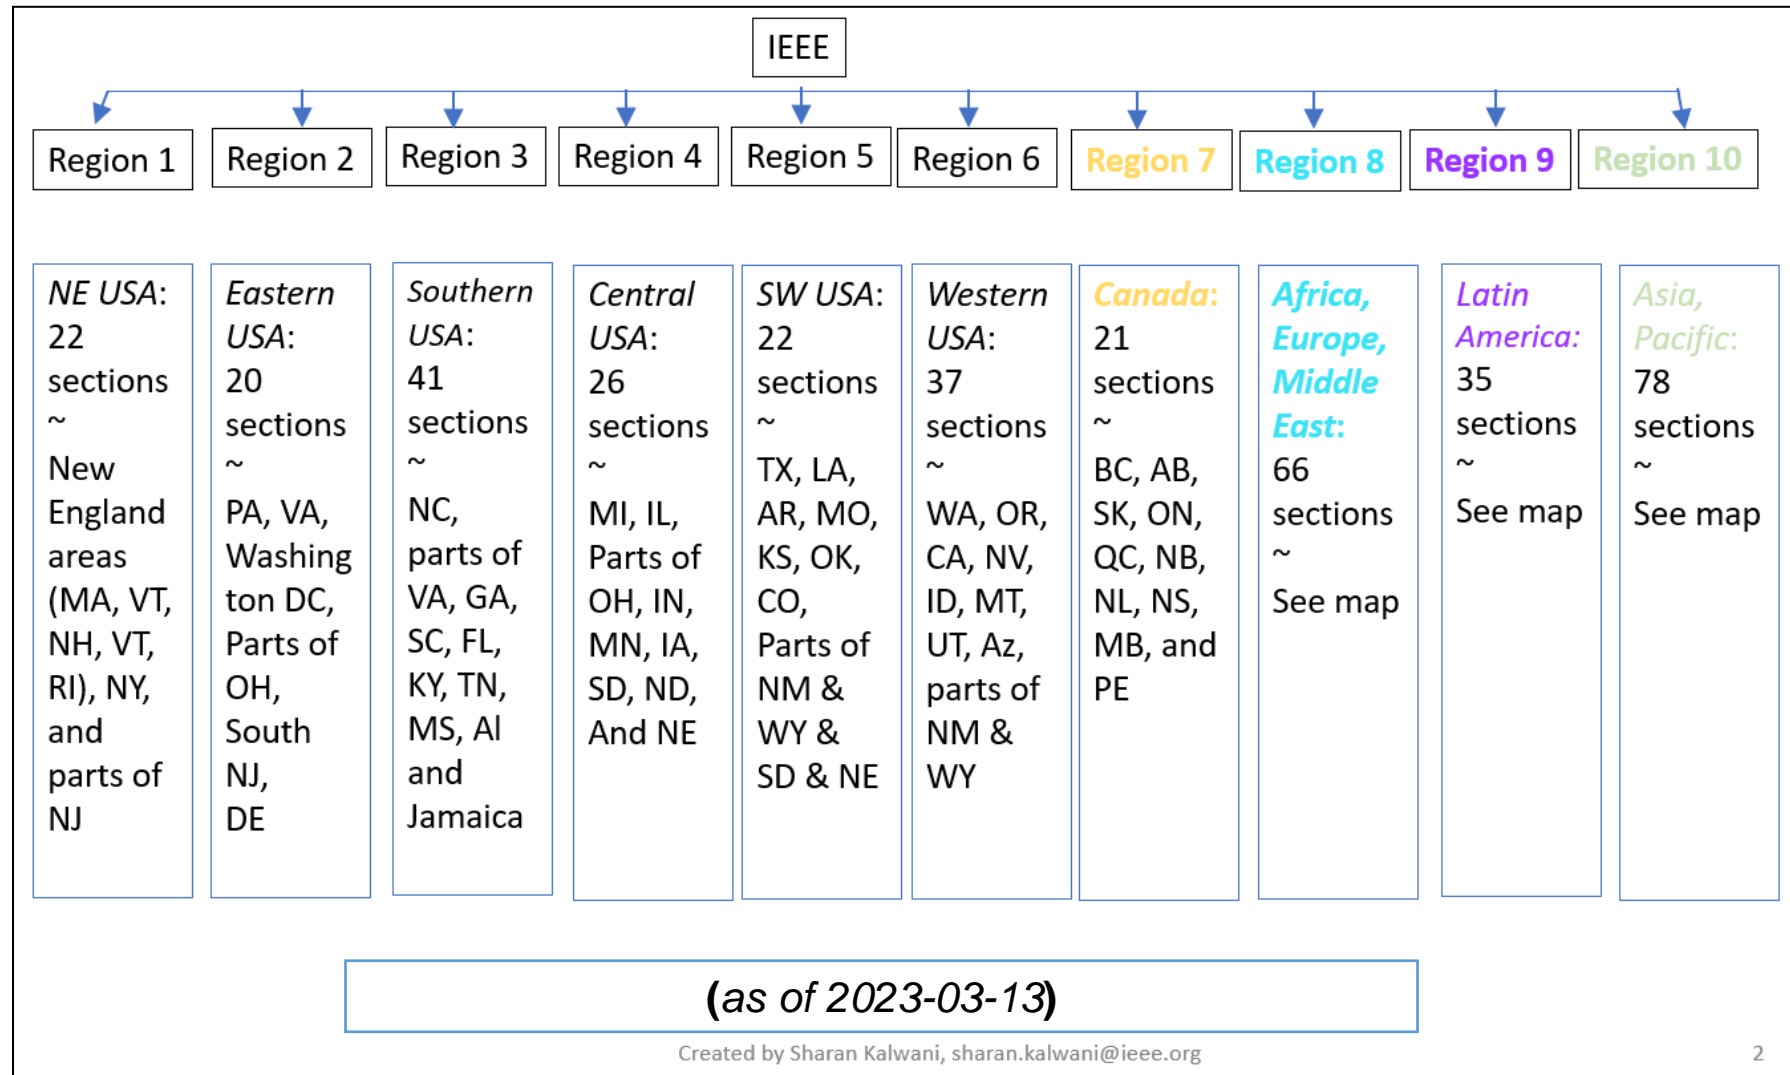 IEEE
Region 1
Region 2
Region 3
Region 4
Region 5
Region 6
Region 7
Region 8
Region 9
Region 10
NE USA:
22
sections
~
New
England
areas
(MA, VT,
NH, VT,
RI), NY,
and
parts of
NJ
Eastern
USA:
20
sections
~
PA, VA,
Washing
ton DC,
Parts of
OH,
South
NJ,
DE
Southern
USA:
41
sections
~
NC,
parts of
VA, GA,
SC, FL,
KY, TN,
MS, Al
and
Jamaica
Central
USA:
26
sections
~
MI, IL,
Parts of
OH, IN,
MN, IA,
SD, ND,
And NE
SW USA:
22
sections
~
TX, LA,
AR, MO,
KS, OK,
CO,
Parts of
NM &
WY &
SD & NE
Western
USA:
37
sections
~
WA, OR,
CA, NV,
ID, MT,
UT, Az,
parts of
NM &
WY
Canada:
21
sections
~
BC, AB,
SK, ON,
QC, NB,
NL, NS,
MB, and
PE
Africa,
Europe,
Middle
East:
66
sections
~
See map
Latin
America:
35
sections
~
See map
Asia,
Pacific:
78
sections
~
See map
(as of 2023-03-13)
Created by Sharan Kalwani, sharan.kalwani@ieee.org
2